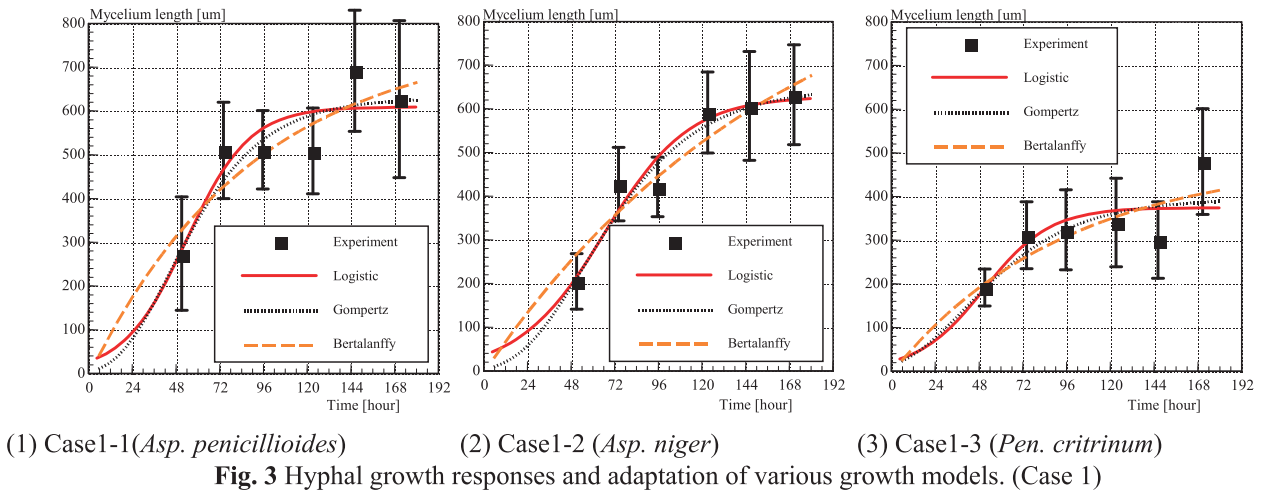 Mycelium length [um]
800
700
600
500
400
300
200
100
0
Experiment
Logistic
Gompertz
Bertalanffy
0 24 48 72 96 120 144 168 192
Time [hour]
(1) Case1-1(Asp. penicillioides)
Mycelium length [um]
800
700
600
500
400
300
200
100
0
Experiment
Logistic
Gompertz
Bertalanffy
0 24 48 72 96 120 144 168 192
Time [hour]
(2) Case1-2 (Asp. niger)
Mycelium length [um]
800
700
600
500
400
300
200
100
0
Experiment
Logistic
Gompertz
Bertalanffy
0 24 48 72 96 120 144 168 192
Time [hour]
(3) Case1-3 (Pen. critrinum)
Fig. 3 Hyphal growth responses and adaptation of various growth models. (Case 1)